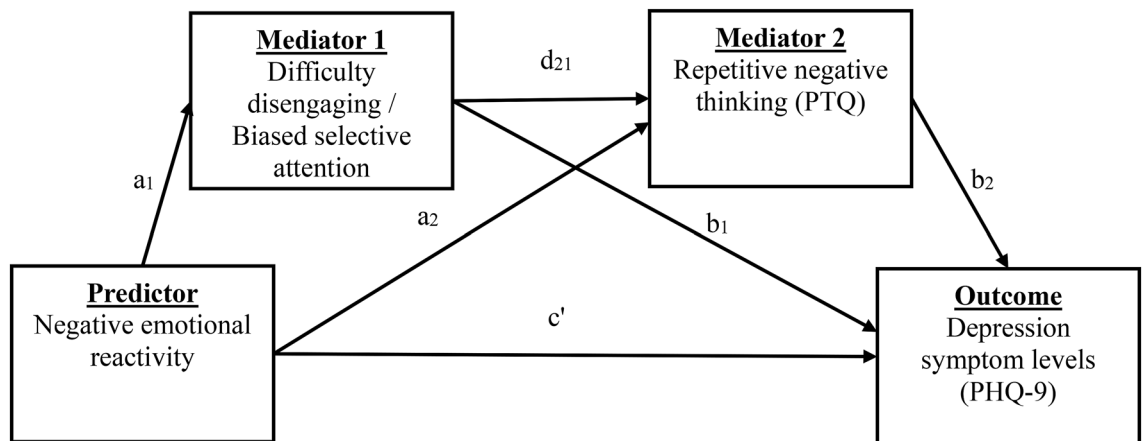 Mediator 1
Difficulty
disengaging /
Biased selective
attention
d21
Mediator 2
Repetitive negative
thinking (PTQ)
a1
a2
b1
b2
Predictor
Negative emotional
reactivity
c'
Outcome
Depression
symptom levels
(PHQ-9)